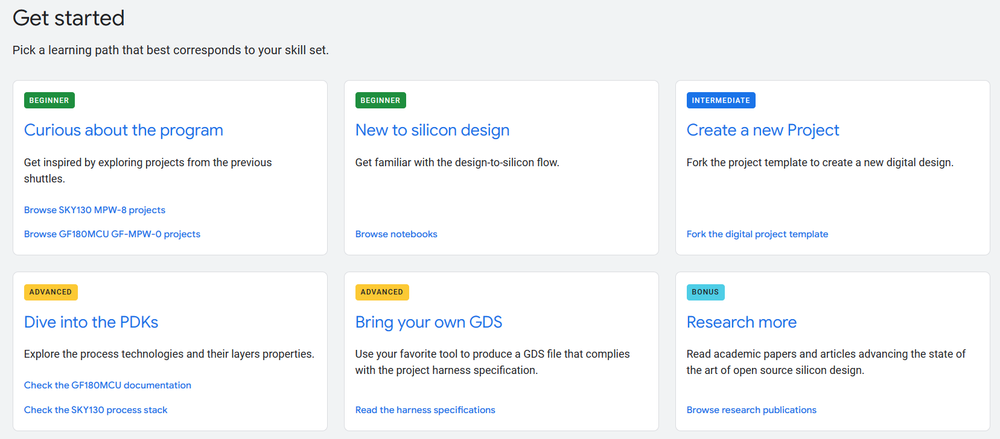 Get started
Pick a learning path that best corresponds to your skill set.
BEGINNER
Curious about the program
Get inspired by exploring projects from the previous
shuttles.
Browse SKY130 MPW-8 projects
Browse GF180MCU GF-MPW-0 projects
BEGINNER
New to silicon design
Get familiar with the design-to-silicon flow.
Browse notebooks
INTERMEDIATE
Create a new Project
Fork the project template to create a new digital design.
Fork the digital project template
ADVANCED
Dive into the PDKs
Explore the process technologies and their layers properties.
Check the GF180MCU documentation
Check the SKY130 process stack
ADVANCED
Bring your own GDS
Use your favorite tool to produce a GDS file that complies
with the project harness specification.
Read the harness specifications
BONUS
Research more
Read academic papers and articles advancing the state of
the art of open source silicon design.
Browse research publications